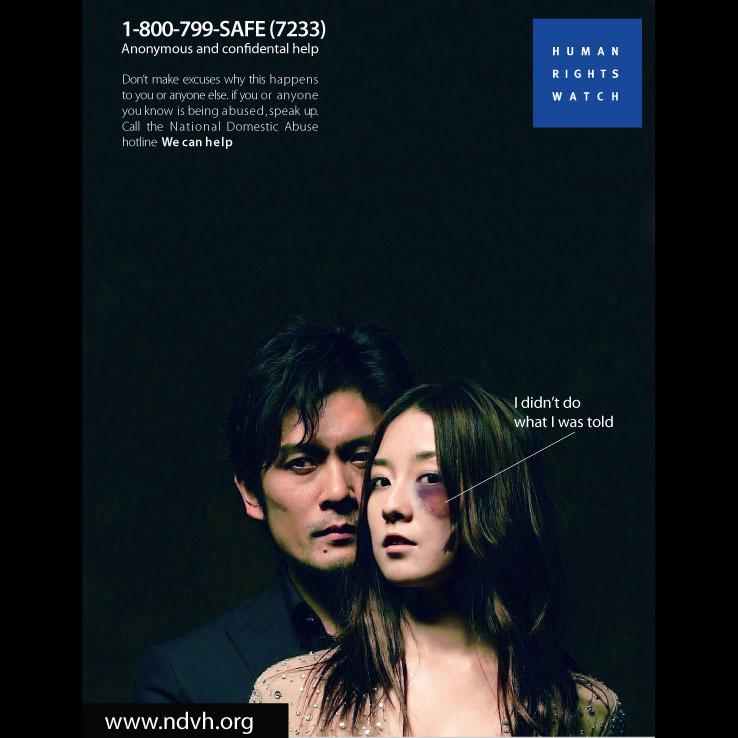 1-800-799-SAFE (7233)
Anonymous and confidental help
Don't make excuses why this happens
to you or anyone else. if you or anyone
you know is being abused, speak up.
Call the National Domestic Abuse
hotline We can help
HUMAN
RIGHTS
WATCH
I didn't do
what I was told
www.ndvh.org